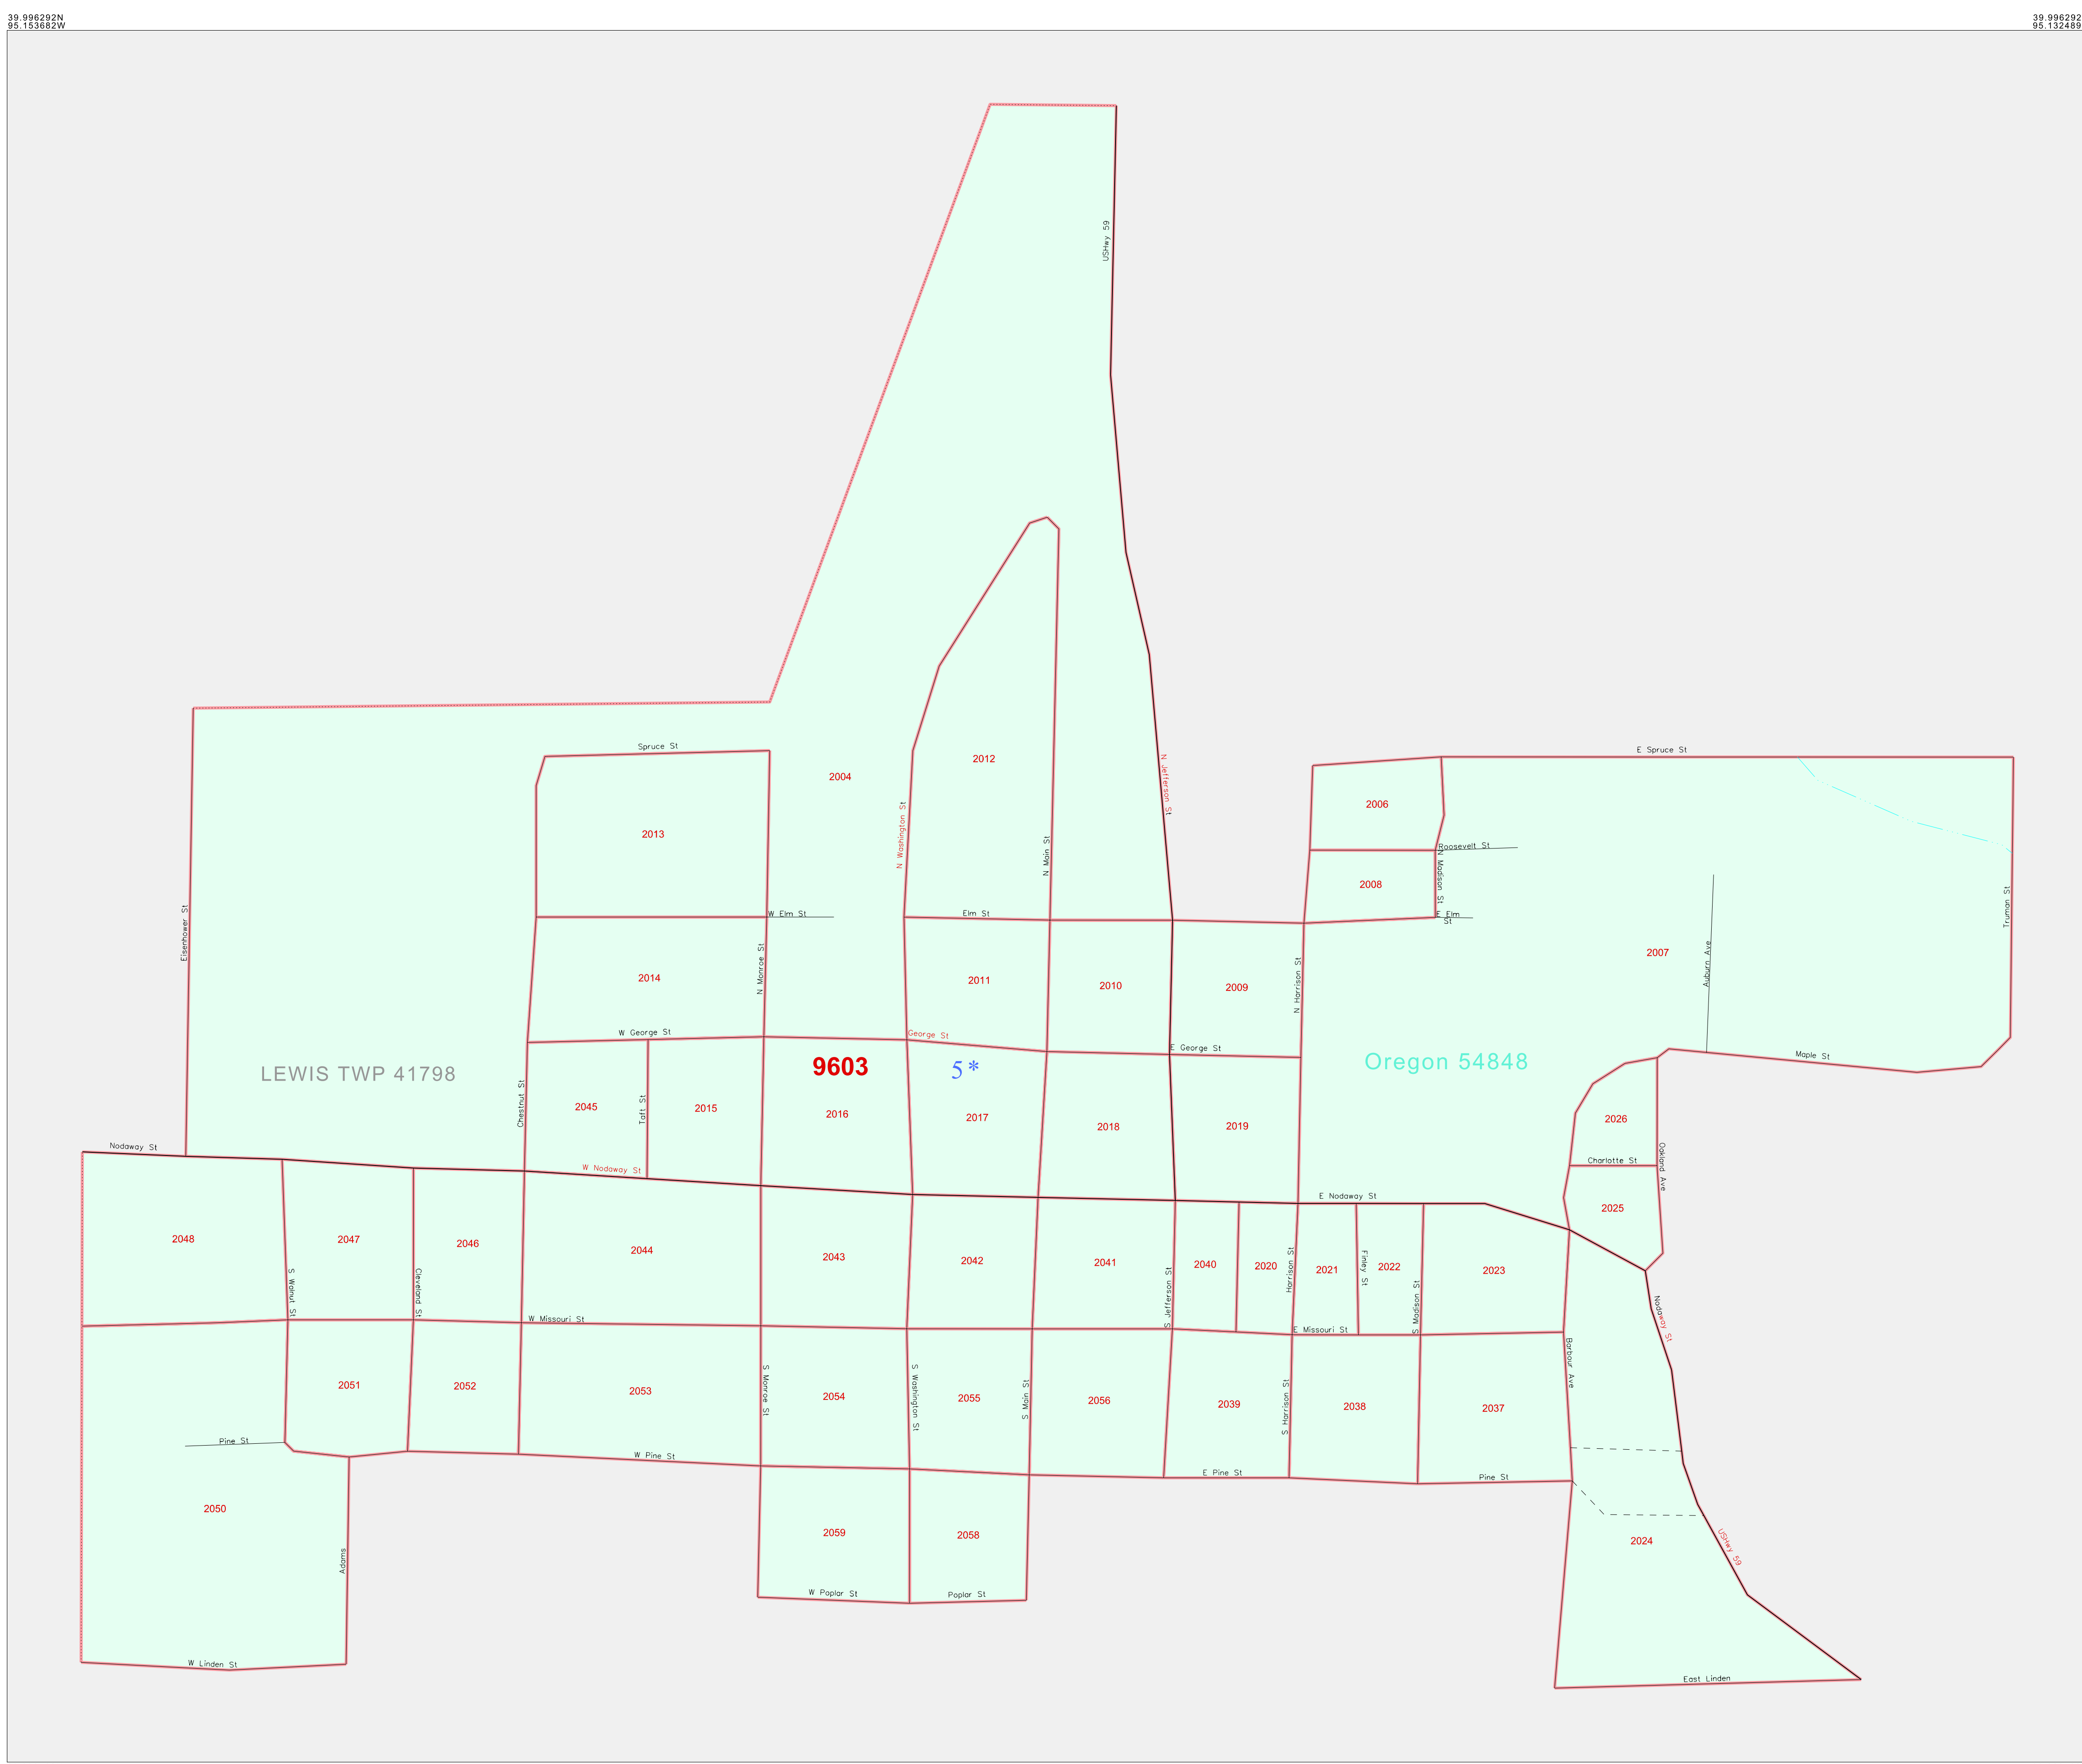 39.996292N
95.153682W
39.996292
95.132489
USHwy 59
Spruce St
E Spruce St
N Jefferson St
2012
2004
2006
2013
N Washington St
N Main St
Roosevelt St
N Madison St
2008
Truman St
Eisenhower St
W Elm St
Elm St
E Elm
St
2007
Auburn Ave
2014
N Monroe St
2011
2010
2009
N Harrison St
W George St
George St
E George St
Maple St
LEWIS TWP 41798
9603
5*
Oregon 54848
Chestnut St
2045
Taft St
2015
2016
2017
2018
2019
2026
Nodaway St
W Nodaway St
Charlotte St
Oakland Ave
E Nodaway St
2025
2048
2047
2046
2044
2043
2042
2041
2040
2020
2021
2022
2023
S Walnut St
Cleveland St
S Jefferson St
Harrison St
Finley St
S Madison St
Nodaway St
W Missouri St
E Missouri St
Barbour Ave
2051
2052
2053
S Monroe St
2054
S Washington St
2055
S Main St
2056
2039
S Harrison St
2038
2037
Pine St
W Pine St
E Pine St
Pine St
2050
Adams
2059
2058
2024
USHwy 59
W Poplar St
Poplar St
W Linden St
East Linden